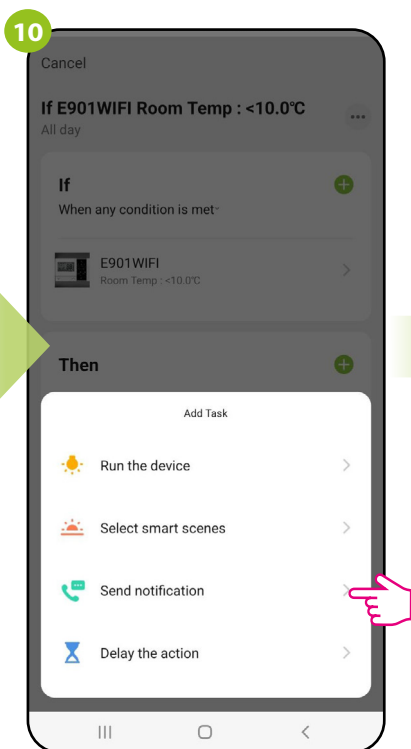 10
Cancel
If E901WIFI Room Temp : <10.0℃
All day
If
When any condition is met
E901WIFI
Room Temp : <10.0℃
Then
Add Task
Run the device
Select smart scenes
Send notification
Delay the action